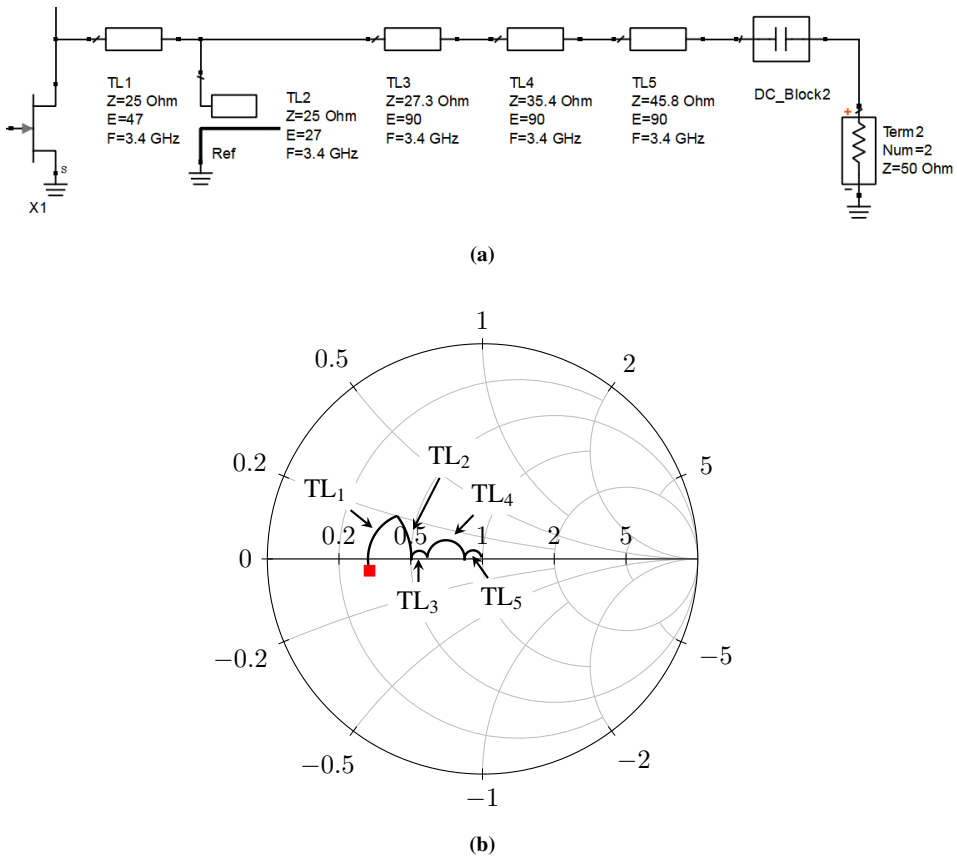 TL1
Z=25 Ohm
E=47
F=3.4 GHz
TL2
Z=25 Ohm
E=27
F=3.4 GHz
Ref
TL3
Z=27.3 Ohm
E=90
F=3.4 GHz
TL4
Z=35.4 Ohm
E=90
F=3.4 GHz
TL5
Z=45.8 Ohm
E=90
F=3.4 GHz
DC_Block2
+
Term2
Num=2
Z=50 Ohm
-
s
X1
(a)
1
0.5
2
0.2
5
TL₁
TL₂
TL₄
0
0.2
0.5
1
2
5
TL₃
TL₅
−0.2
−5
−0.5
−2
−1
(b)